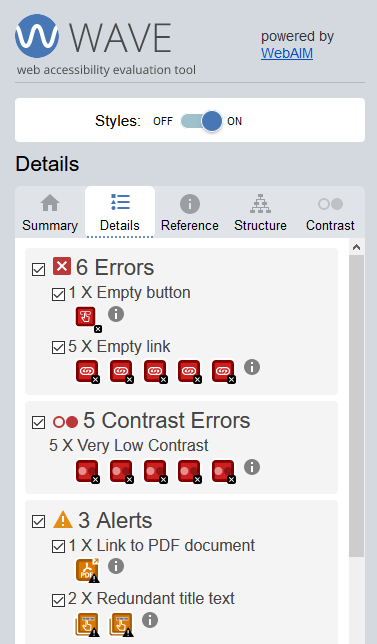 WAVE
web accessibility evaluation tool
powered by
WebAIM
Styles: OFF ON
Details
Summary Details Reference Structure Contrast
6 Errors
1 X Empty button
5 X Empty link
5 Contrast Errors
5 X Very Low Contrast
3 Alerts
1 X Link to PDF document
PDF
2 X Redundant title text